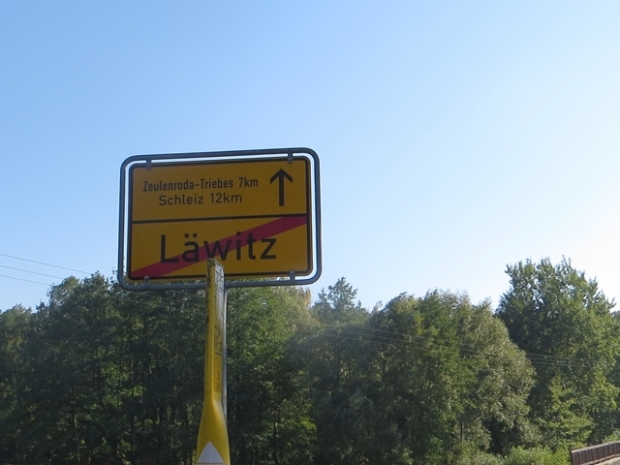 Zeulenroda-Triebes 7km
Schleiz 12km
Läwitz